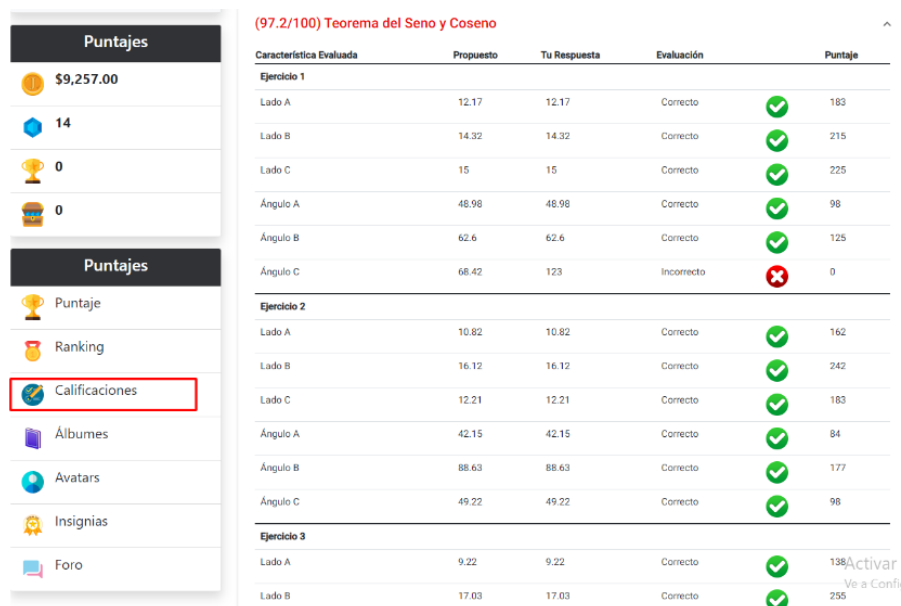 Puntajes
$9,257.00
14
0
0
Puntajes
Puntaje
Ranking
Calificaciones
Álbumes
Avatars
Insignias
Foro
(97.2/100) Teorema del Seno y Coseno
Característica Evaluada Propuesto Tu Respuesta Evaluación Puntaje
Ejercicio 1
Lado A 12.17 12.17 Correcto 183
Lado B 14.32 14.32 Correcto 215
Lado C 15 15 Correcto 225
Ángulo A 48.98 48.98 Correcto 98
Ángulo B 62.6 62.6 Correcto 125
Ángulo C 68.42 123 Incorrecto 0
Ejercicio 2
Lado A 10.82 10.82 Correcto 162
Lado B 16.12 16.12 Correcto 242
Lado C 12.21 12.21 Correcto 183
Ángulo A 42.15 42.15 Correcto 84
Ángulo B 88.63 88.63 Correcto 177
Ángulo C 49.22 49.22 Correcto 98
Ejercicio 3
Lado A 9.22 9.22 Correcto 138
Lado B 17.03 17.03 Correcto 255
Activar
Ve a Confi